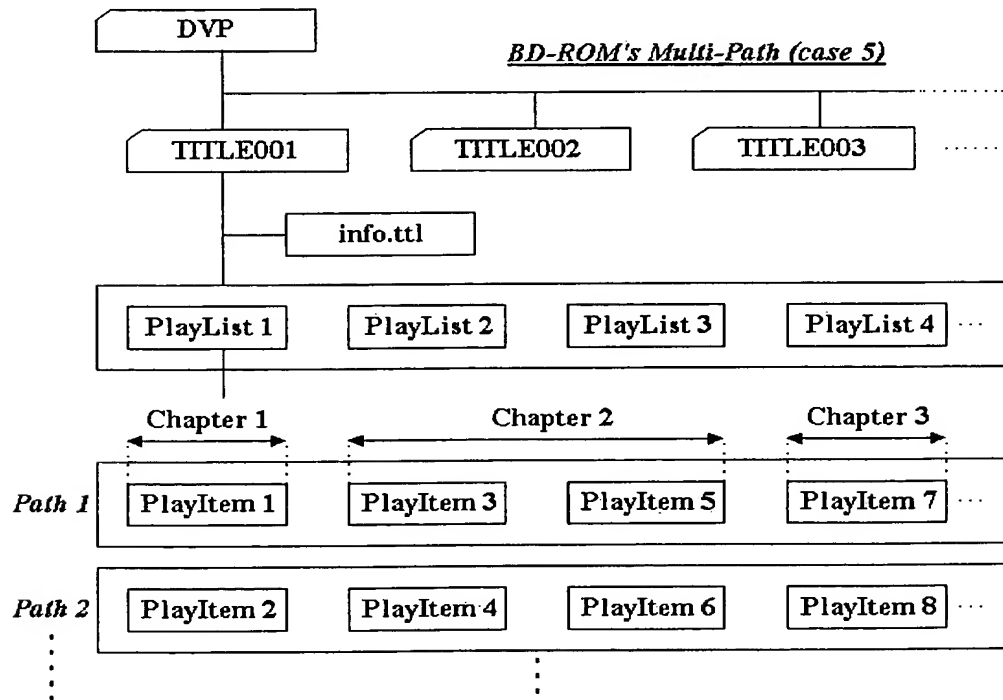 DVP
BD-ROM's Multi-Path (case 5)
TITLE001 TITLE002 TITLE003
info.ttl
PlayList 1 PlayList 2 PlayList 3 PlayList 4
Chapter 1 Chapter 2 Chapter 3
Path 1 PlayItem 1 PlayItem 3 PlayItem 5 PlayItem 7
Path 2 PlayItem 2 PlayItem 4 PlayItem 6 PlayItem 8